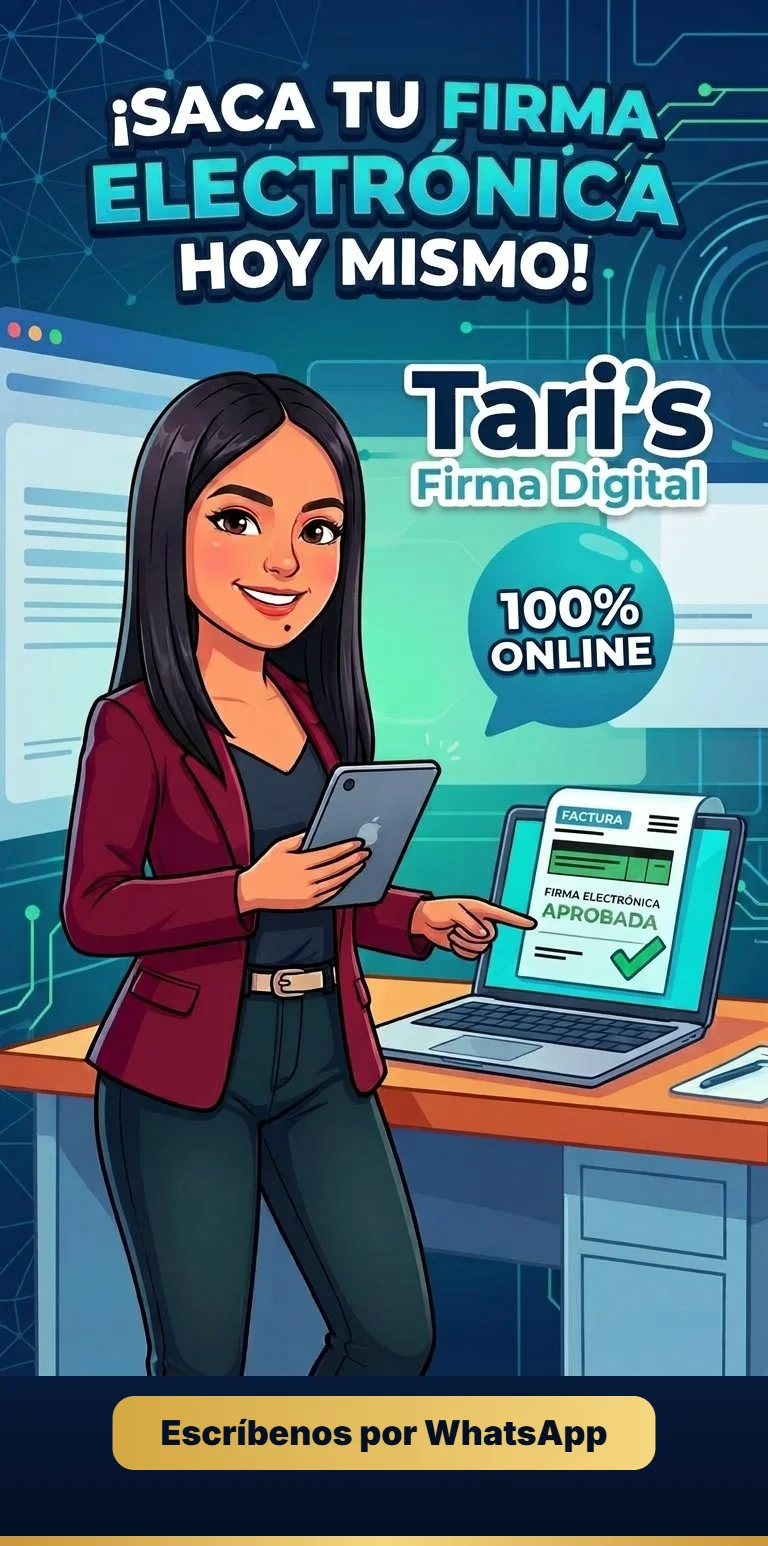 ¡SACA TU FIRMA
ELECTRÓNICA
HOY MISMO!
Tari's
Firma Digital
100%
ONLINE
FACTURA
FIRMA ELECTRÓNICA
APROBADA
Escríbenos por WhatsApp